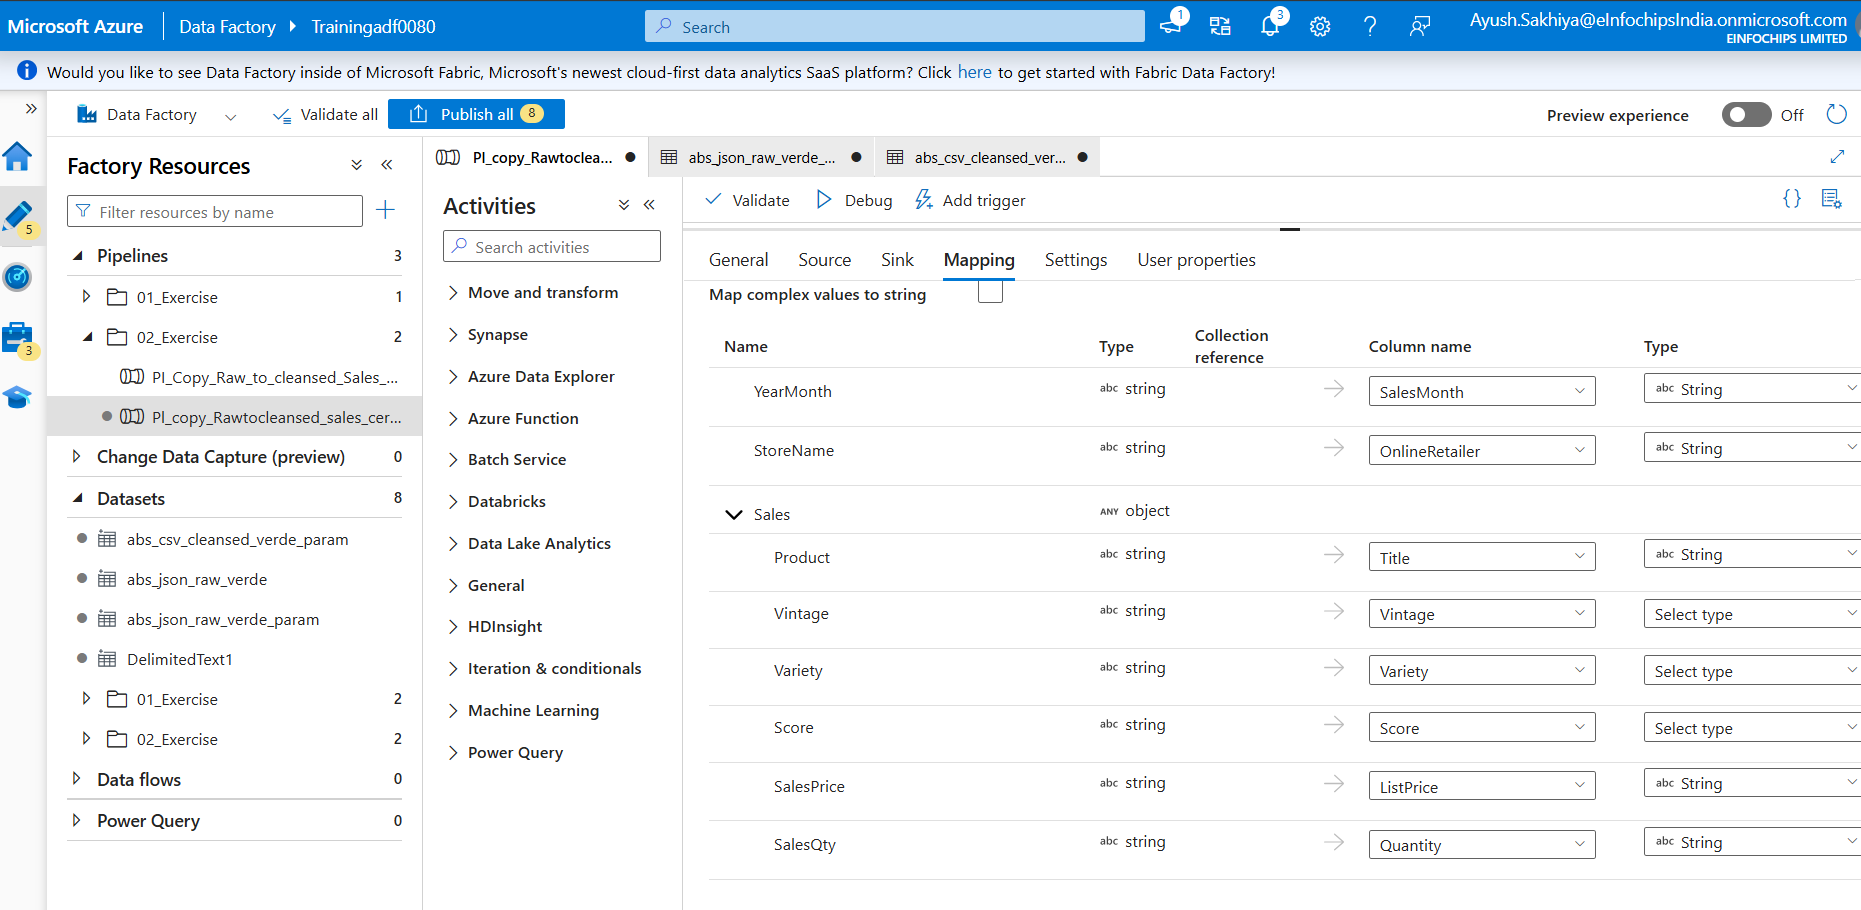 Microsoft Azure Data Factory Trainingadf0080 Search 1 3 Ayush.Sakhiya@eInfochipsIndia.onmicrosoft.com
EINFOCHIPS LIMITED
Would you like to see Data Factory inside of Microsoft Fabric, Microsoft's newest cloud-first data analytics SaaS platform? Click here to get started with Fabric Data Factory!
Data Factory Validate all Publish all 8 Preview experience Off
5
3
Factory Resources
Filter resources by name
Pipelines 3
01_Exercise 1
02_Exercise 2
Pl_Copy_Raw_to_cleansed_Sales_...
Pl_copy_Rawtocleansed_sales_cer...
Change Data Capture (preview) 0
Datasets 8
abs_csv_cleansed_verde_param
abs_json_raw_verde
abs_json_raw_verde_param
DelimitedText1
01_Exercise 2
02_Exercise 2
Data flows 0
Power Query 0
Pl_copy_Rawtoclea... abs_json_raw_verde_... abs_csv_cleansed_ver...
Activities
Search activities
Move and transform
Synapse
Azure Data Explorer
Azure Function
Batch Service
Databricks
Data Lake Analytics
General
HDInsight
Iteration & conditionals
Machine Learning
Power Query
Validate Debug Add trigger {}
General Source Sink Mapping Settings User properties
Map complex values to string
Name Type Collection reference Column name Type
YearMonth abc string SalesMonth abc String
StoreName abc string OnlineRetailer abc String
Sales ANY object
Product abc string Title abc String
Vintage abc string Vintage Select type
Variety abc string Variety Select type
Score abc string Score Select type
SalesPrice abc string ListPrice abc String
SalesQty abc string Quantity abc String